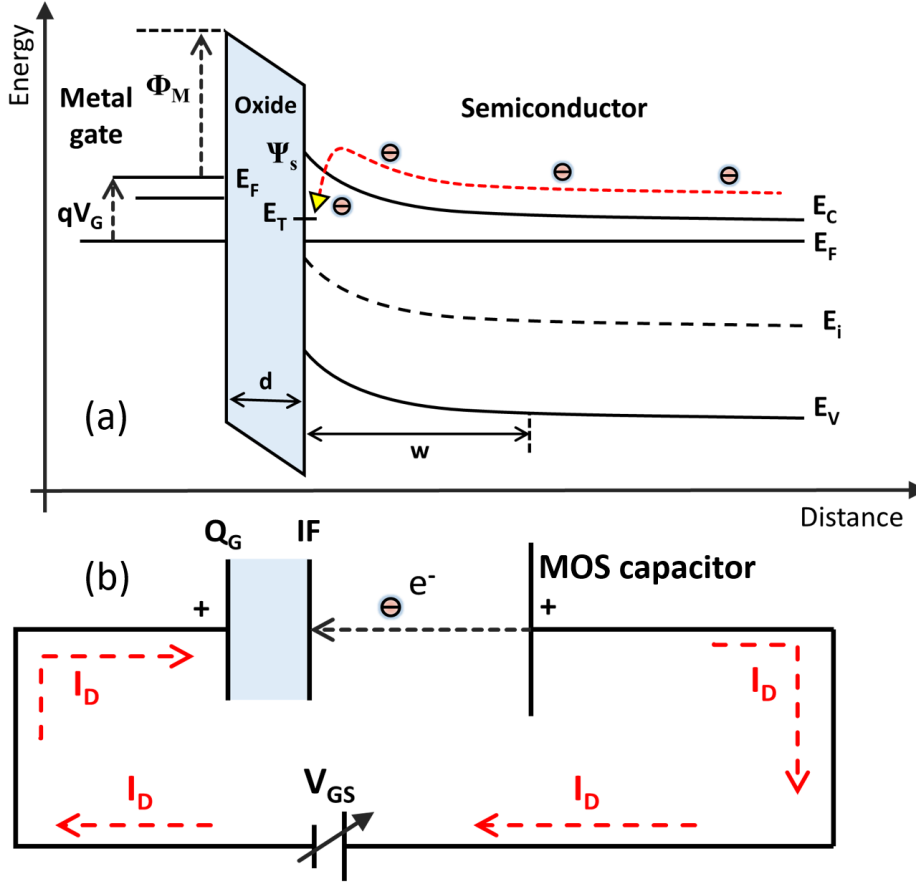 Energy
Φ_M
Metal
gate
Oxide
Semiconductor
Ψ_s
E_F
qV_G
E_T
E_C
E_F
E_i
d
E_V
(a)
w
Distance
Q_G
IF
(b)
e⁻
MOS capacitor
+
+
I_D
I_D
V_GS
I_D
I_D